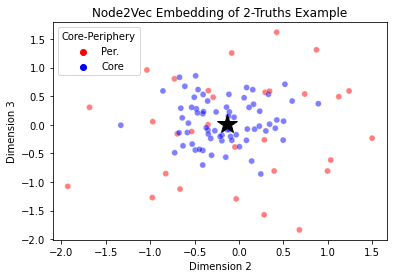 Node2Vec Embedding of 2-Truths Example
Core-Periphery
Per.
Core
Dimension 3
1.5
1.0
0.5
0.0
−0.5
−1.0
−1.5
−2.0
−2.0 −1.5 −1.0 −0.5 0.0 0.5 1.0 1.5
Dimension 2